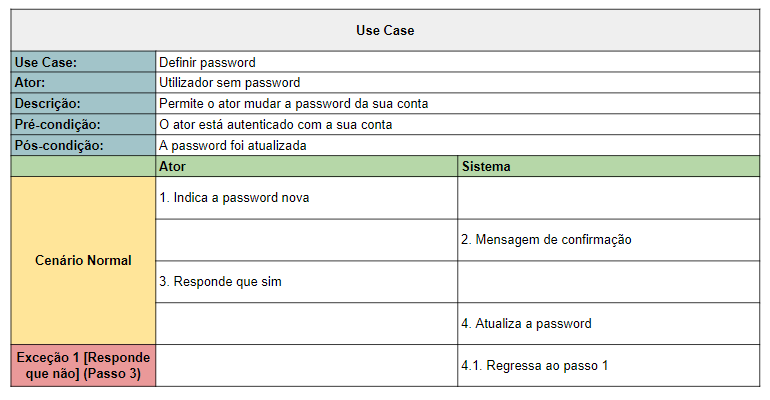 Use Case
Use Case: Definir password
Ator: Utilizador sem password
Descrição: Permite o ator mudar a password da sua conta
Pré-condição: O ator está autenticado com a sua conta
Pós-condição: A password foi atualizada
Ator Sistema
Cenário Normal
1. Indica a password nova
2. Mensagem de confirmação
3. Responde que sim
4. Atualiza a password
Exceção 1 [Responde
que não] (Passo 3)
4.1. Regressa ao passo 1